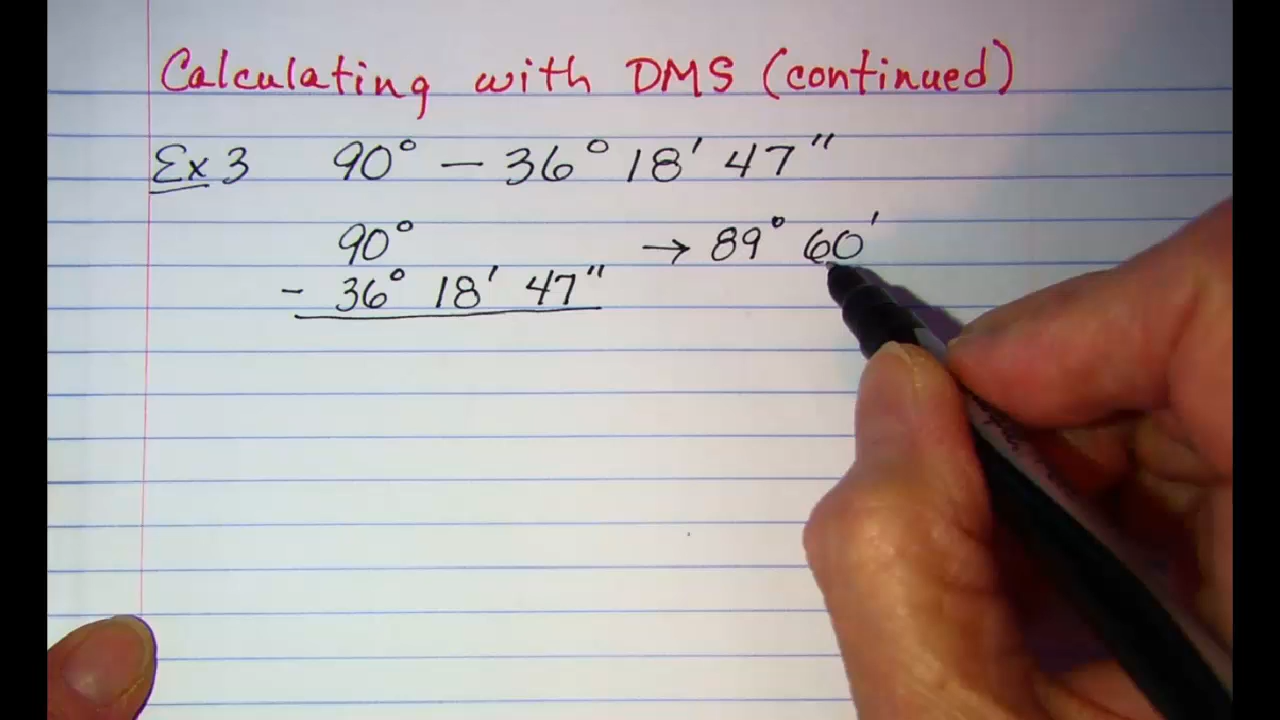 Calculating with DMS (continued)
Ex 3 90° – 36° 18' 47"
90° → 89° 60'
- 36° 18' 47"